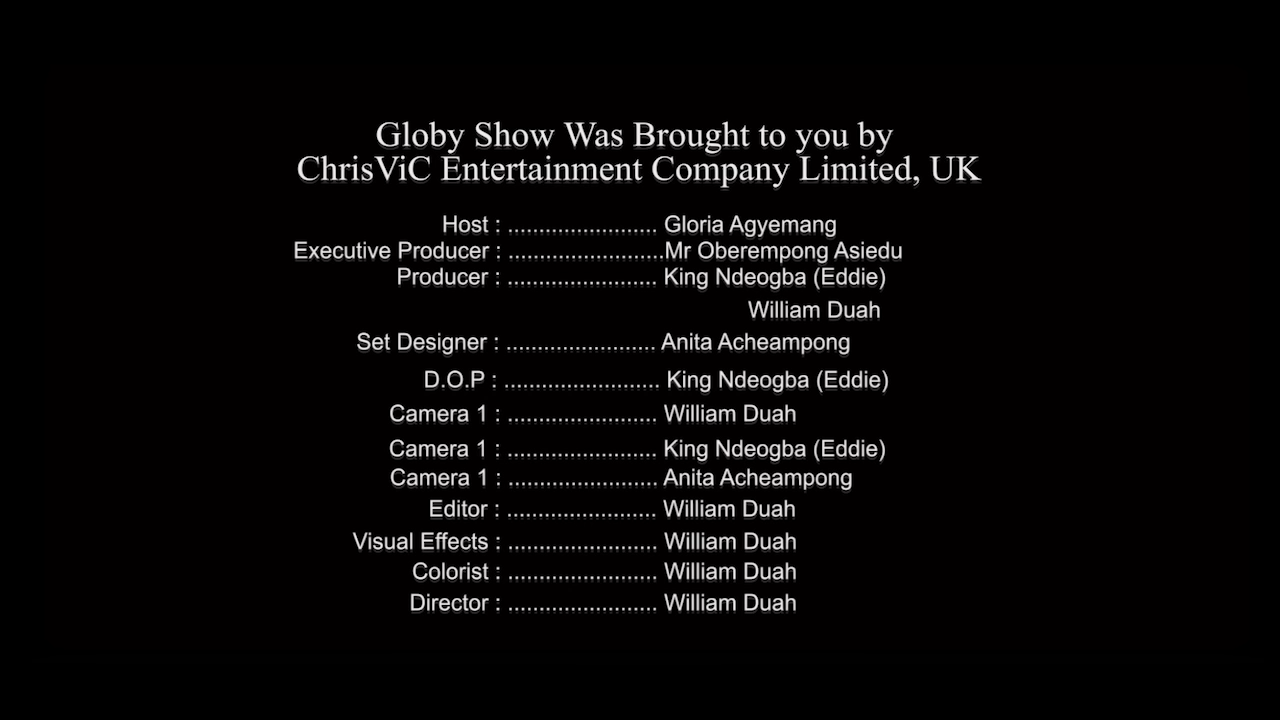 Globy Show Was Brought to you by
ChrisViC Entertainment Company Limited, UK
Host : ........................ Gloria Agyemang
Executive Producer : .........................Mr Oberempong Asiedu
Producer : ........................ King Ndeogba (Eddie)
William Duah
Set Designer : ........................ Anita Acheampong
D.O.P : ......................... King Ndeogba (Eddie)
Camera 1 : ........................ William Duah
Camera 1 : ........................ King Ndeogba (Eddie)
Camera 1 : ........................ Anita Acheampong
Editor : ........................ William Duah
Visual Effects : ........................ William Duah
Colorist : ........................ William Duah
Director : ........................ William Duah